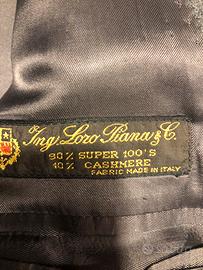 Ing. Loro Piana & C.
90% SUPER 100'S
10% CASHMERE
FABRIC MADE IN ITALY